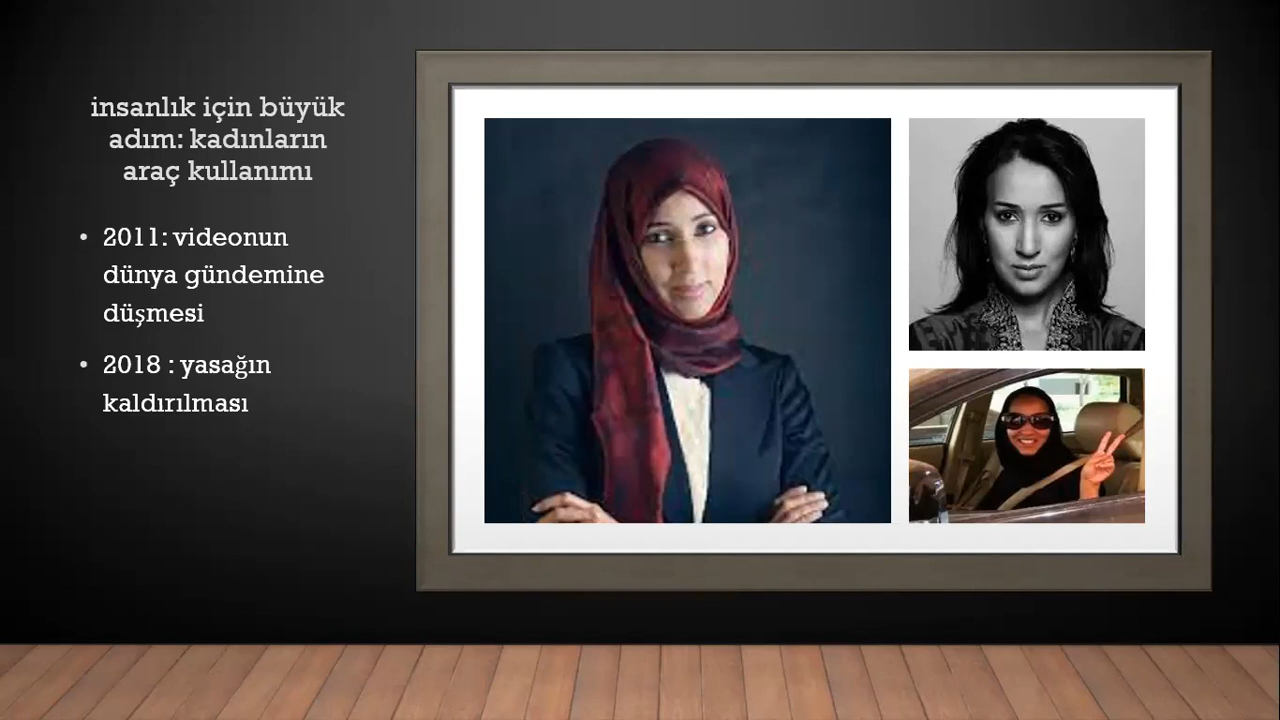 insanlık için büyük
adım: kadınların
araç kullanımı
• 2011: videonun
dünya gündemine
düşmesi
• 2018 : yasağın
kaldırılması